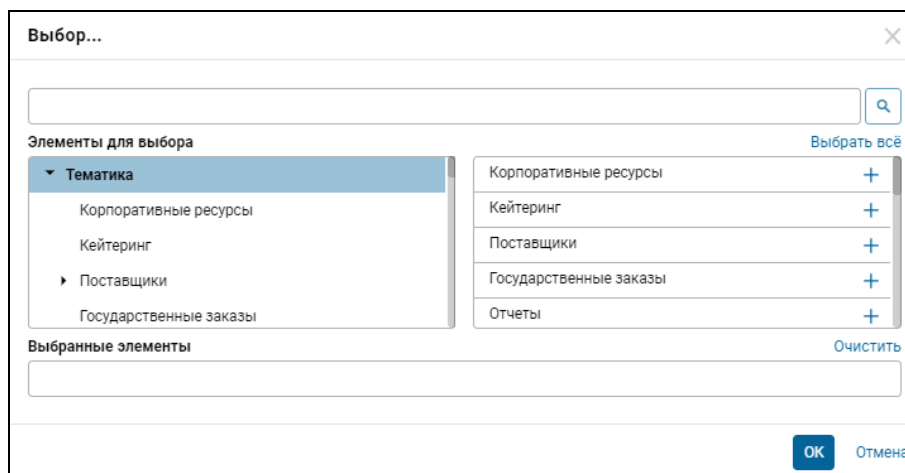 Выбор...
Элементы для выбора
Выбрать всё
Тематика
Корпоративные ресурсы
Кейтеринг
Поставщики
Государственные заказы
Корпоративные ресурсы
Кейтеринг
Поставщики
Государственные заказы
Отчеты
Выбранные элементы
Очистить
ОК
Отмена